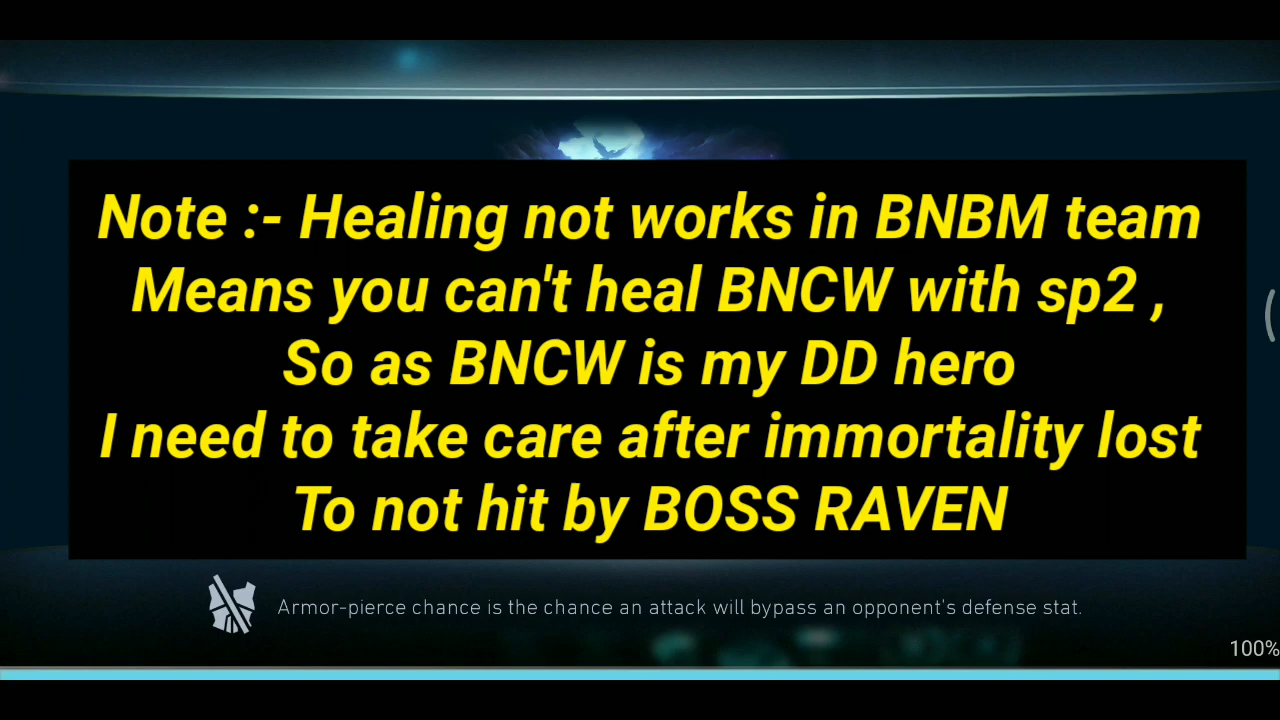 Note :- Healing not works in BNBM team
Means you can't heal BNCW with sp2 ,
So as BNCW is my DD hero
I need to take care after immortality lost
To not hit by BOSS RAVEN
Armor-pierce chance is the chance an attack will bypass an opponent's defense stat.
100%